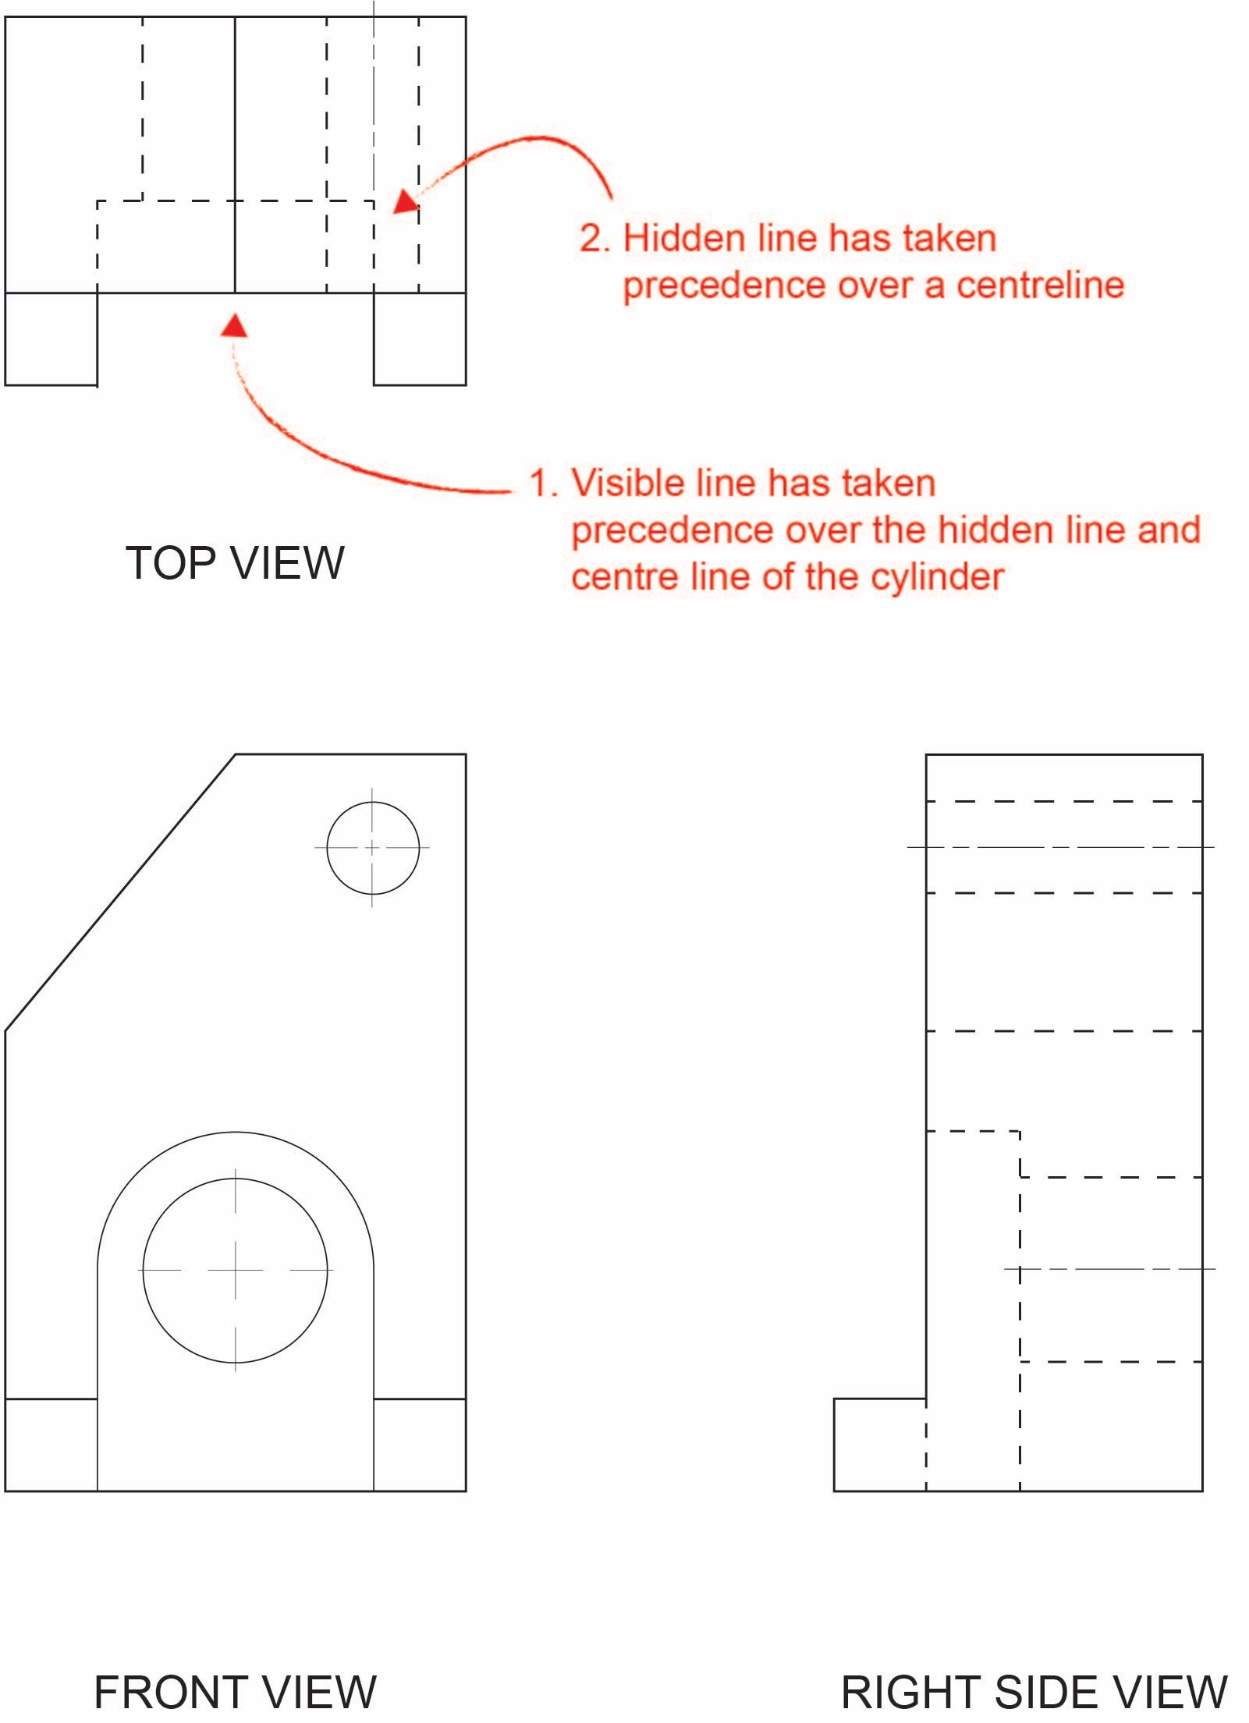 2. Hidden line has taken
precedence over a centreline
1. Visible line has taken
precedence over the hidden line and
centre line of the cylinder
TOP VIEW
FRONT VIEW
RIGHT SIDE VIEW